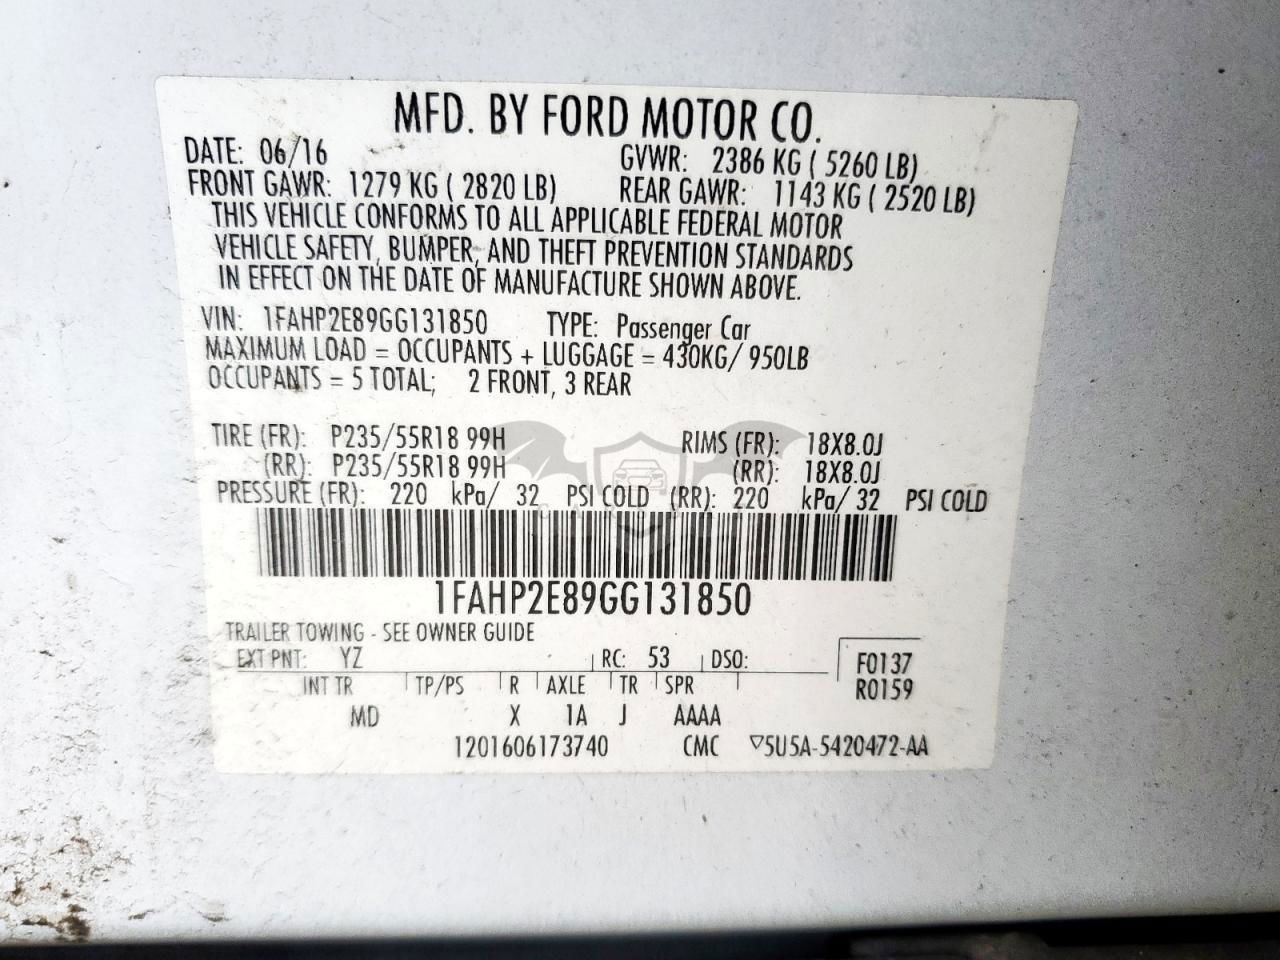 MFD. BY FORD MOTOR CO.
DATE: 06/16 GVWR: 2386 KG ( 5260 LB)
FRONT GAWR: 1279 KG ( 2820 LB) REAR GAWR: 1143 KG ( 2520 LB)
THIS VEHICLE CONFORMS TO ALL APPLICABLE FEDERAL MOTOR
VEHICLE SAFETY, BUMPER, AND THEFT PREVENTION STANDARDS
IN EFFECT ON THE DATE OF MANUFACTURE SHOWN ABOVE.
VIN: 1FAHP2E89GG131850 TYPE: Passenger Car
MAXIMUM LOAD = OCCUPANTS + LUGGAGE = 430KG/ 950LB
OCCUPANTS = 5 TOTAL; 2 FRONT, 3 REAR
TIRE (FR): P235/55R18 99H RIMS (FR): 18X8.0J
(RR): P235/55R18 99H (RR): 18X8.0J
PRESSURE (FR): 220 kPa/ 32 PSI COLD (RR): 220 kPa/ 32 PSI COLD
1FAHP2E89GG131850
TRAILER TOWING - SEE OWNER GUIDE
EXT PNT: YZ RC: 53 DSO: F0137
INT TR TP/PS R AXLE TR SPR R0159
MD X 1A J AAAA
1201606173740 CMC ▽5U5A-5420472-AA